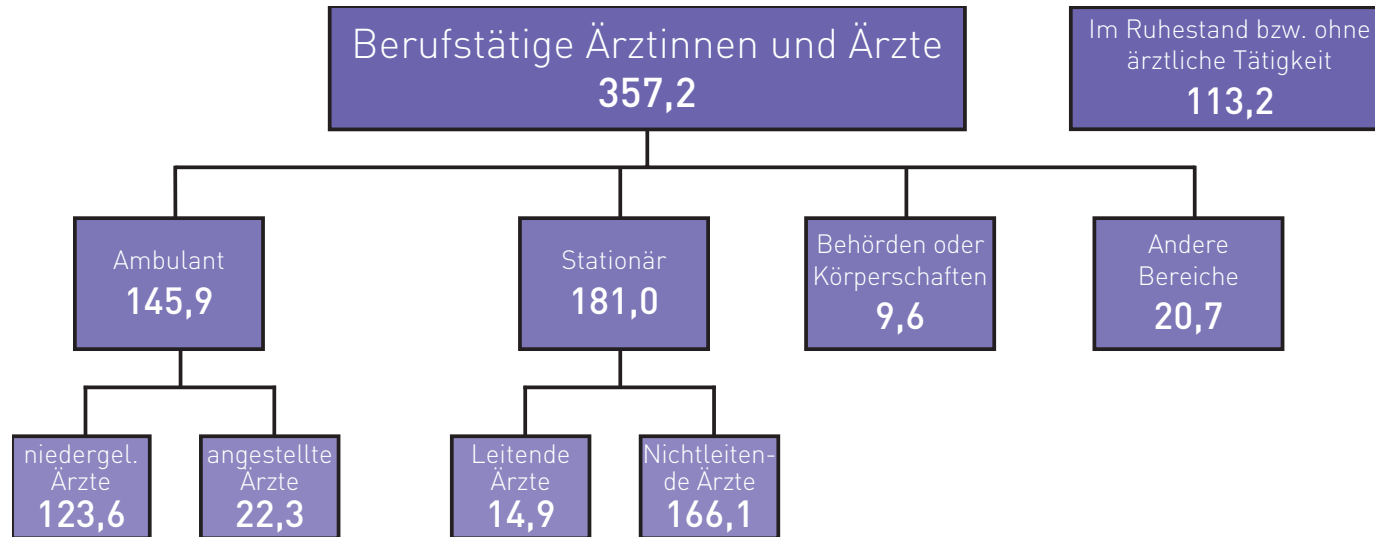 Berufstätige Ärztinnen und Ärzte
357,2
Im Ruhestand bzw. ohne
ärztliche Tätigkeit
113,2
Ambulant
145,9
Stationär
181,0
Behörden oder
Körperschaften
9,6
Andere
Bereiche
20,7
niedergel.
Ärzte
123,6
angestellte
Ärzte
22,3
Leitende
Ärzte
14,9
Nichtleiten-
de Ärzte
166,1